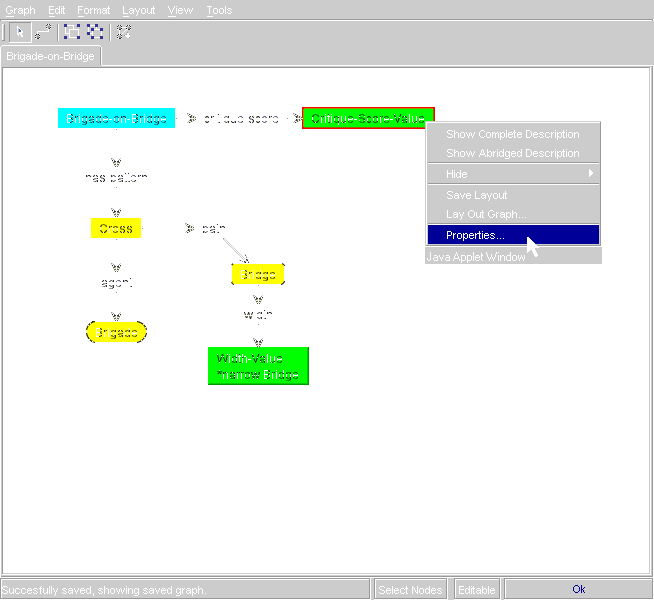 Graph Edit Format Layout View Tools
Brigade-on-Bridge
Brigade-on-Bridge critique score Critique-Score-Value
Show Complete Description
Show Abridged Description
Hide
Save Layout
Lay Out Graph...
Properties...
Java Applet Window
has pattern
Cross path
Bridge
agent
width
Brigade
Width-Value
*narrow Bridge
Succesfully saved, showing saved graph. Select Nodes Editable Ok